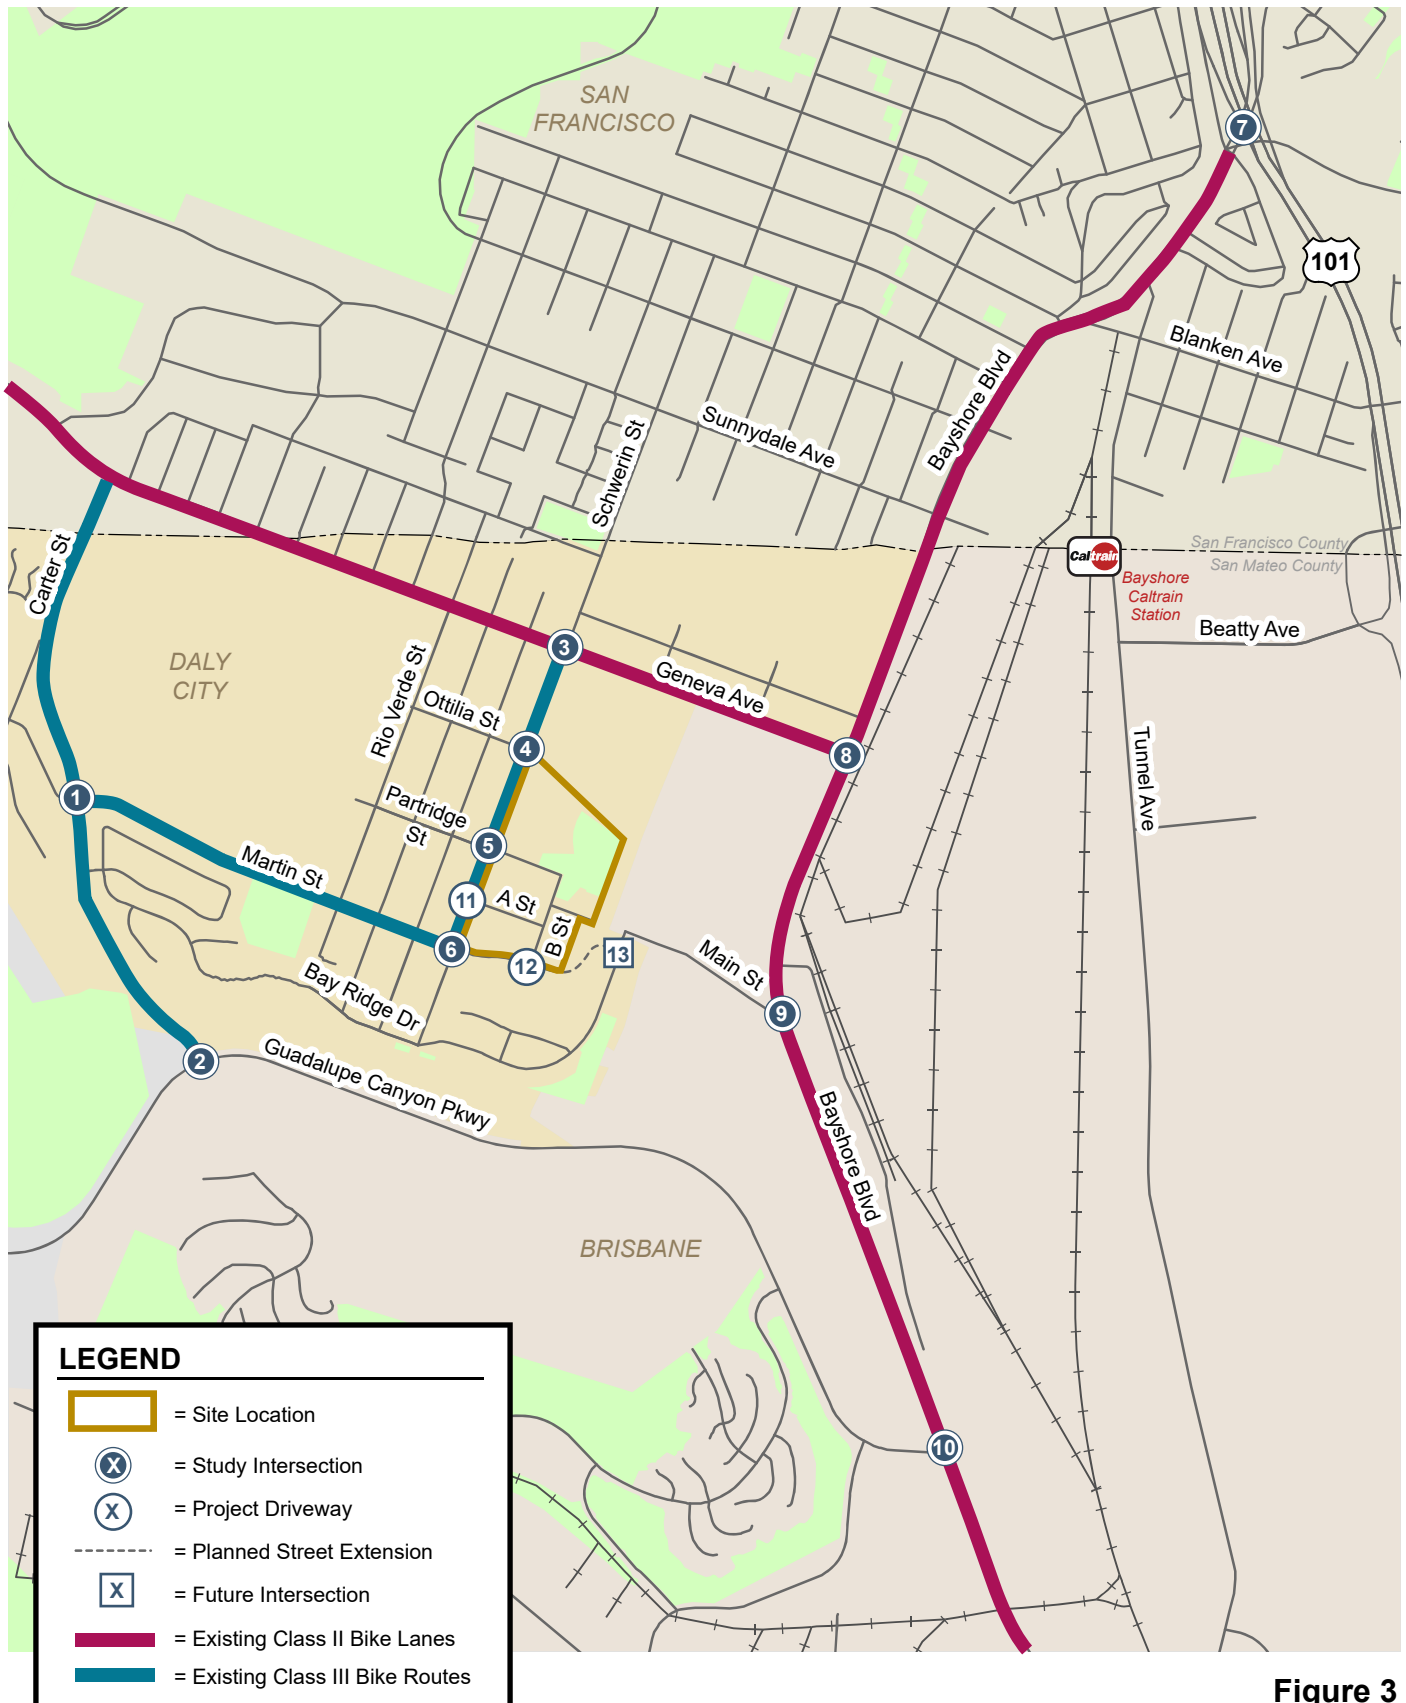 SAN
FRANCISCO
7
101
Blanken Ave
Bayshore Blvd
Sunnydale Ave
Schwerin St
Carter St
San Francisco County
San Mateo County
Caltrain
Bayshore
Caltrain
Station
Beatty Ave
DALY
CITY
Rio Verde St
3
Geneva Ave
Ottilia St
4
8
Tunnel Ave
1
Partridge
St
5
Martin St
11
A St
B St
6
12
13
Main St
Bay Ridge Dr
9
2
Guadalupe Canyon Pkwy
Bayshore Blvd
BRISBANE
10
LEGEND
= Site Location
X
= Study Intersection
X
= Project Driveway
= Planned Street Extension
X
= Future Intersection
= Existing Class II Bike Lanes
= Existing Class III Bike Routes
Figure 3